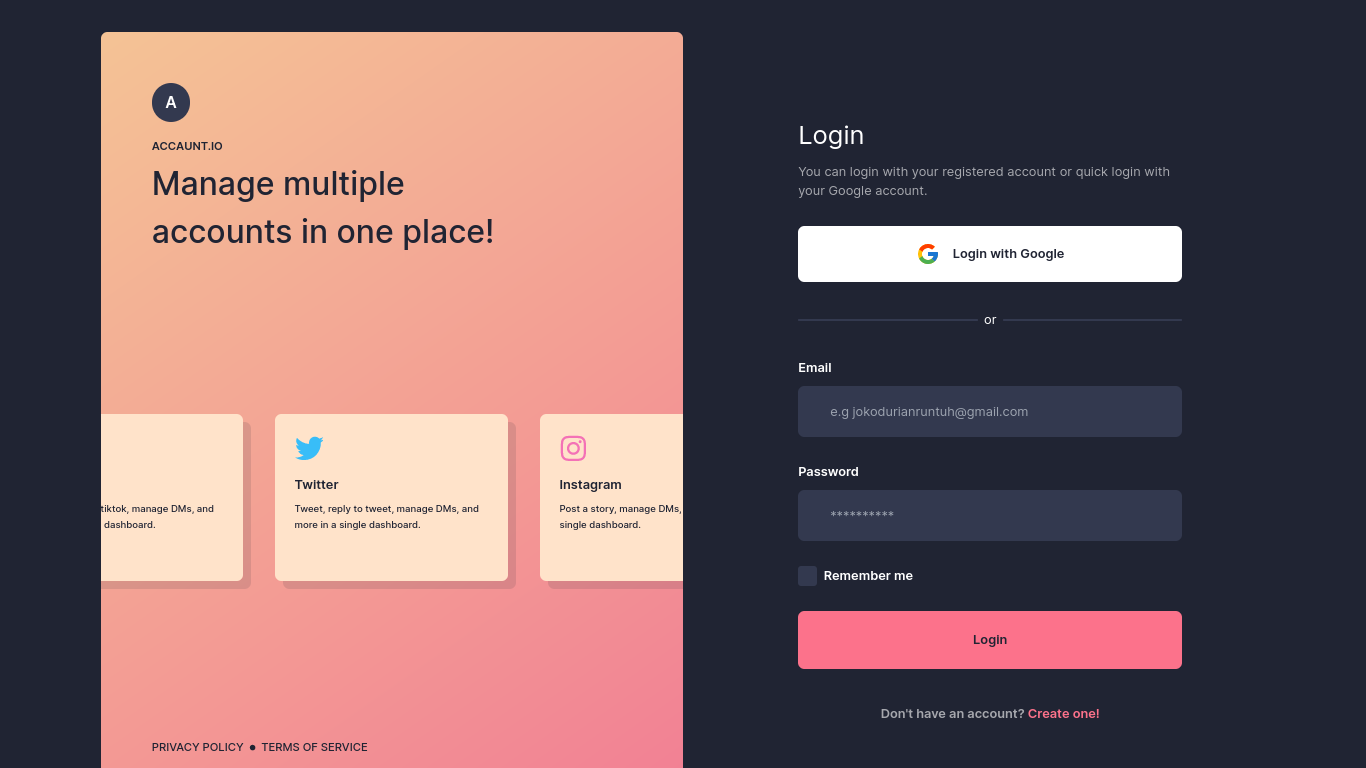 A
ACCAUNT.IO
Manage multiple
accounts in one place!
tiktok, manage DMs, and
dashboard.
Twitter
Tweet, reply to tweet, manage DMs, and
more in a single dashboard.
Instagram
Post a story, manage DMs,
single dashboard.
PRIVACY POLICY ● TERMS OF SERVICE
Login
You can login with your registered account or quick login with
your Google account.
Login with Google
or
Email
e.g jokodurianruntuh@gmail.com
Password
**********
Remember me
Login
Don't have an account? Create one!